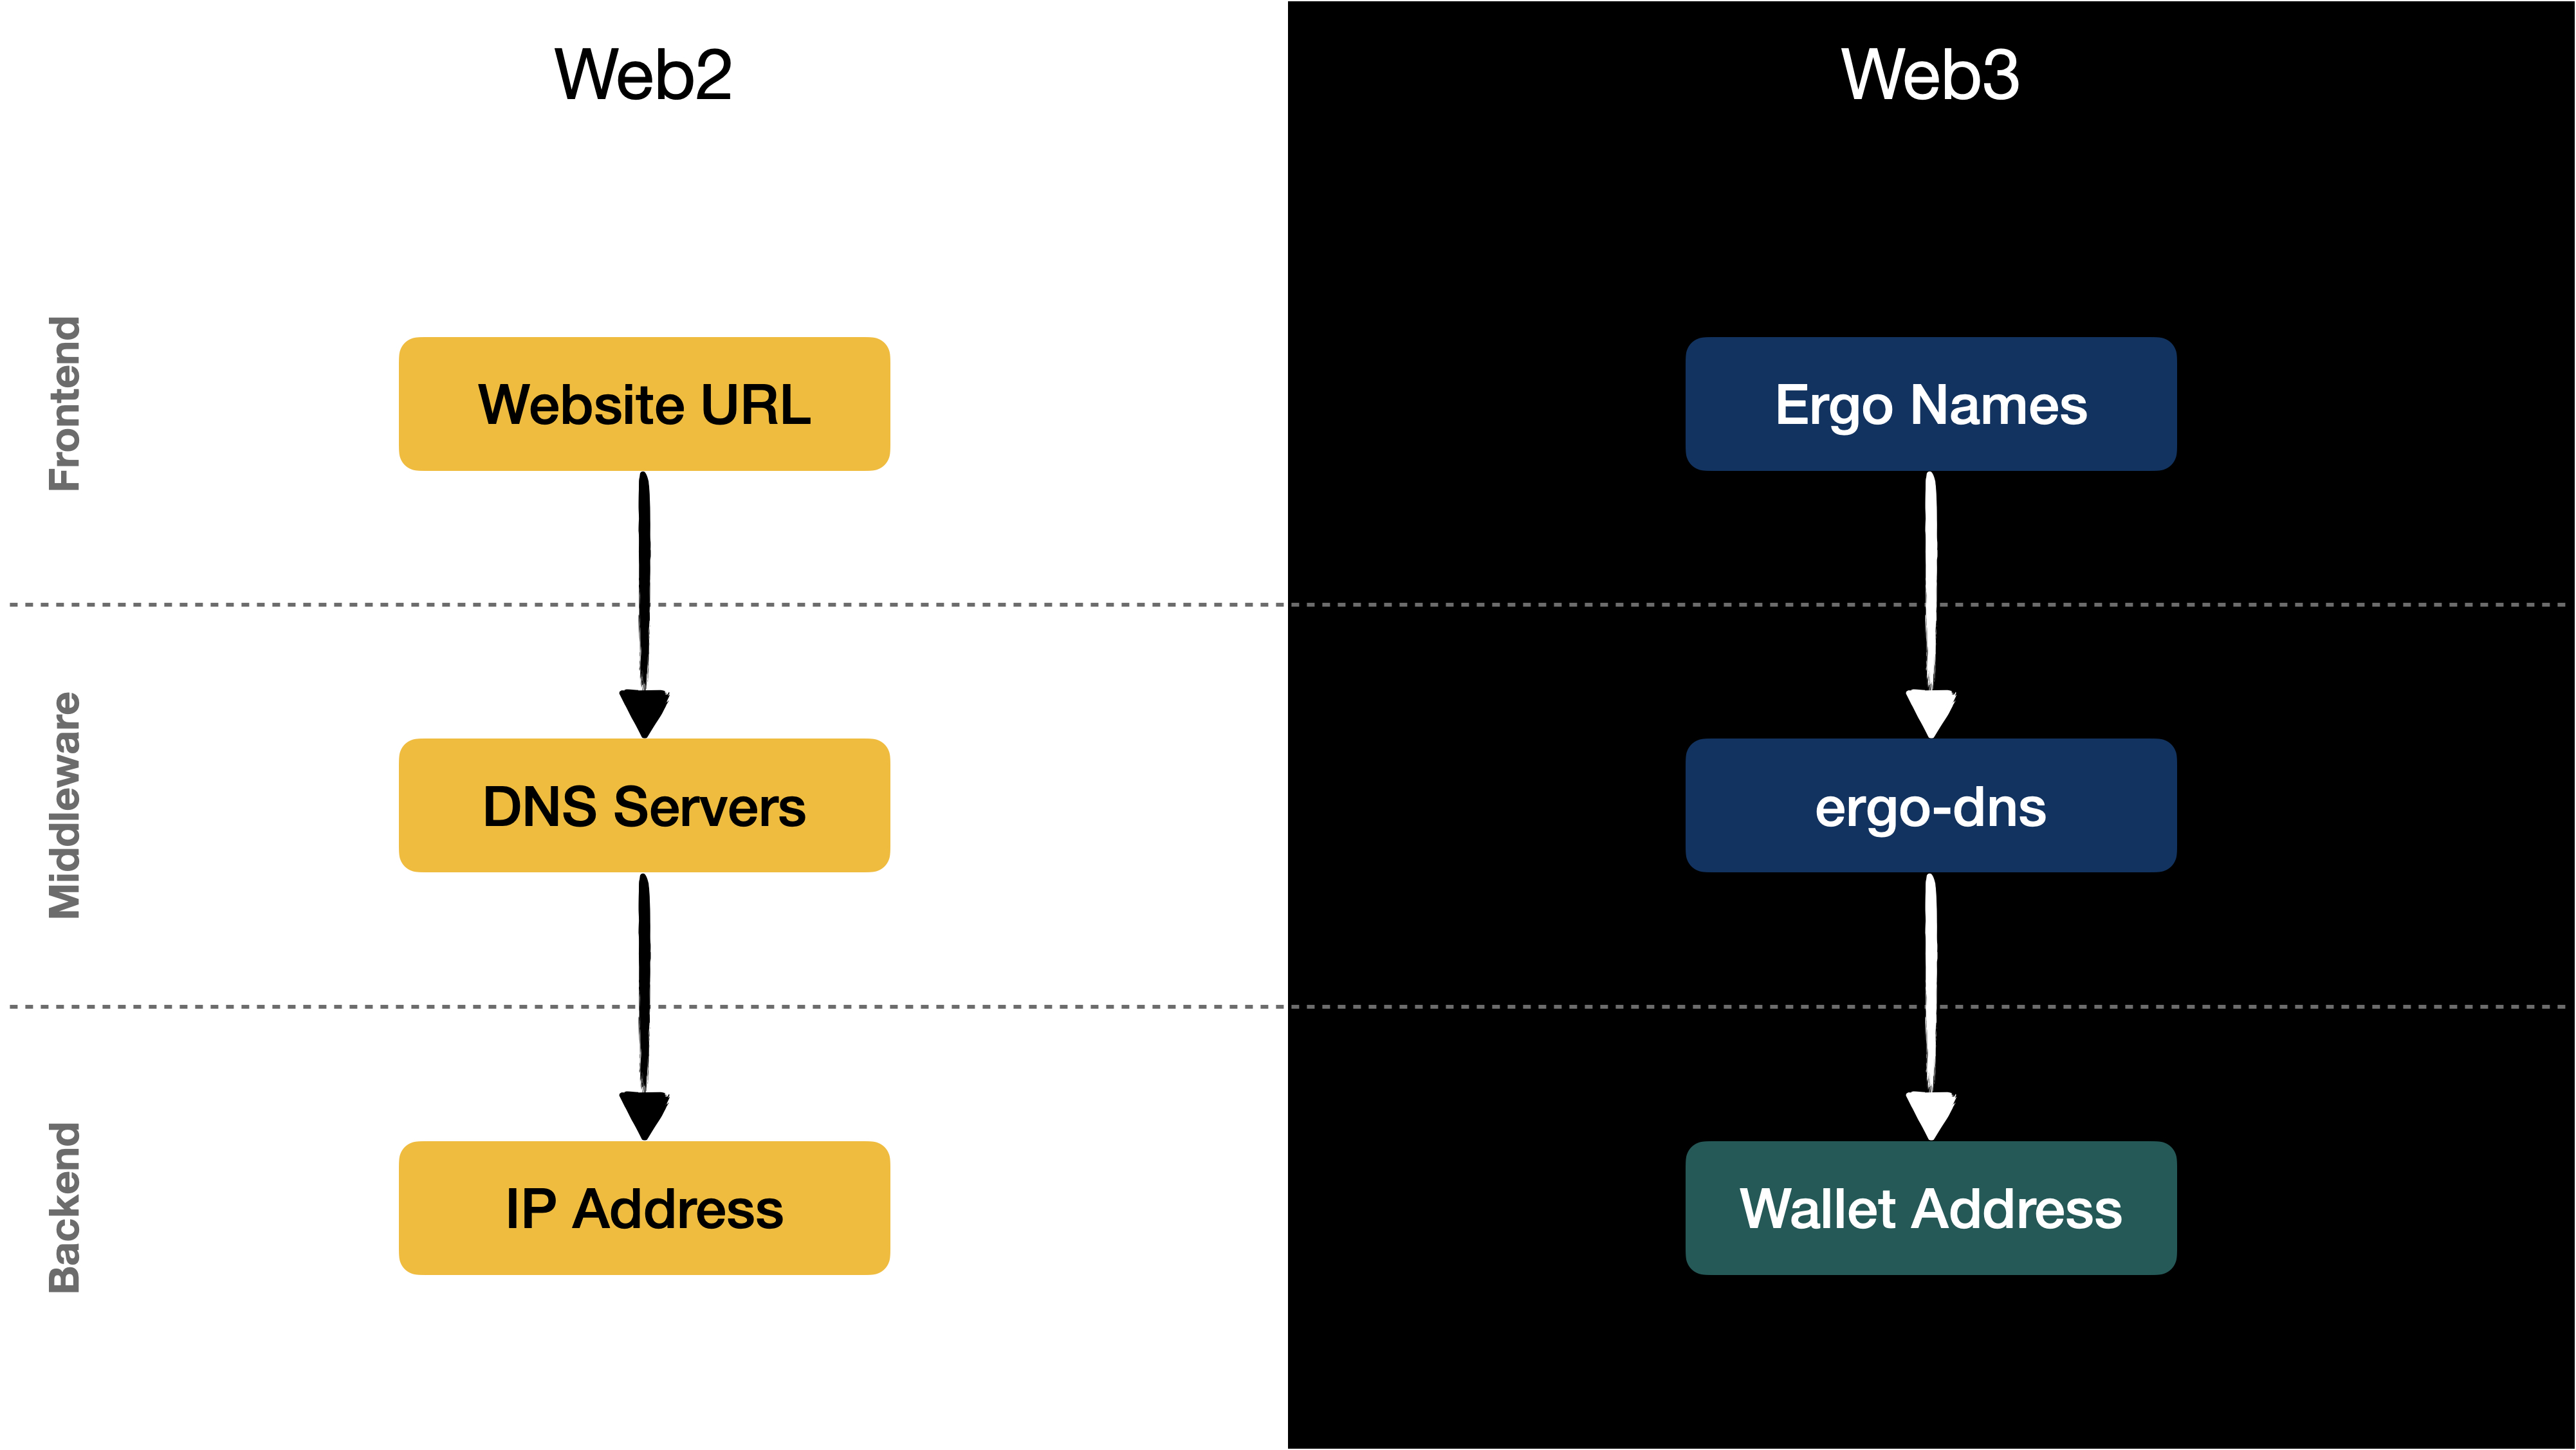 Web2
Web3
Frontend
Website URL
Ergo Names
Middleware
DNS Servers
ergo-dns
Backend
IP Address
Wallet Address